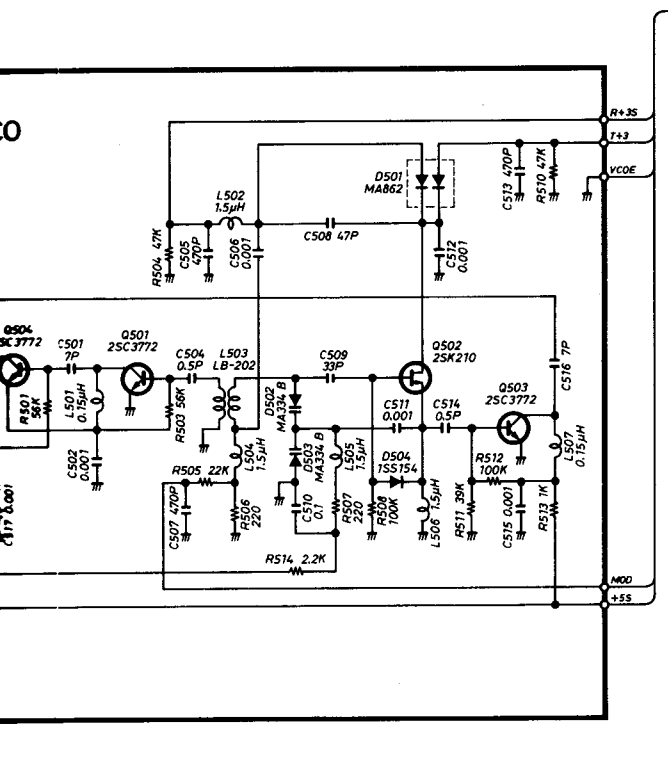 CO
R+3S
T+3
VCOE
D501
MA862
C513 470P
R510 47K
L502
1.5μH
R504 47K
C505
470P
C506
0.001
C508 47P
C512
0.001
Q504
2SC3772
C501
7P
Q501
2SC3772
C504
0.5P
L503
LB-202
C509
33P
Q502
2SK210
C516 7P
R501
56K
L501
0.15μH
R503 56K
D502
MA334 B
C511
0.001
C514
0.5P
Q503
2SC3772
L507
0.15μH
C502
0.001
L504
1.5μH
D503
MA334 B
L505
1.5μH
D504
1SS154
R512
100K
R505 22K
C507 470P
R506
220
C510
0.1
R507
220
R508
100K
L506 1.5μH
R511 39K
C515 0.001
R513 1K
C517 0.001
R514 2.2K
MOD
+5S